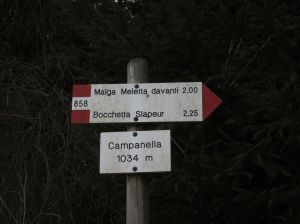 Malga Meletta davanti 2.00
858
Bocchetta Slapeur 2.25
Campanella
1034 m